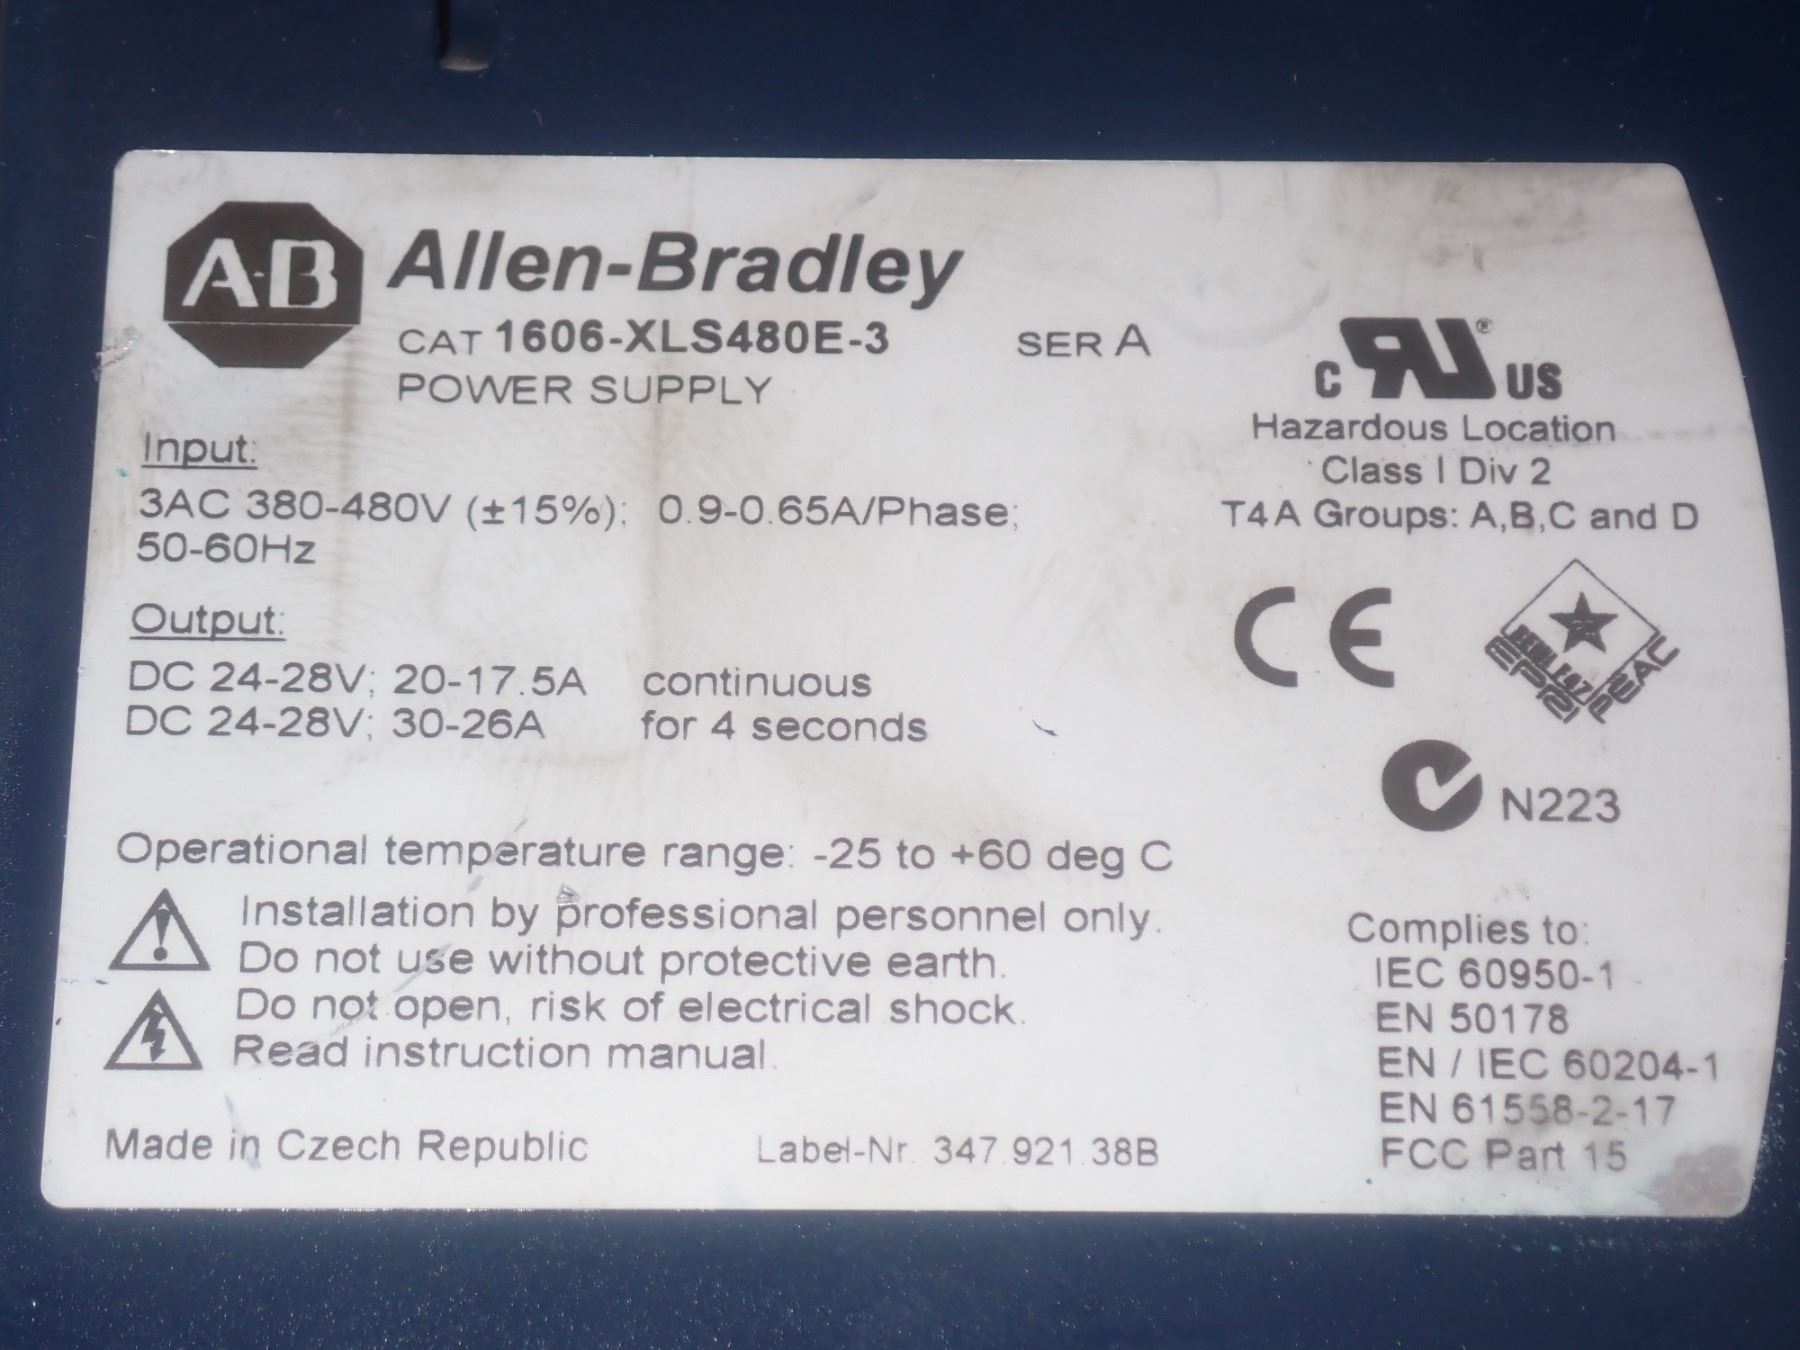 A-B Allen-Bradley
CAT 1606-XLS480E-3 SER A
POWER SUPPLY
Input:
3AC 380-480V (±15%); 0.9-0.65A/Phase;
50-60Hz
Output:
DC 24-28V; 20-17.5A continuous
DC 24-28V; 30-26A for 4 seconds
Operational temperature range: -25 to +60 deg C
Installation by professional personnel only.
Do not use without protective earth.
Do not open, risk of electrical shock.
Read instruction manual.
Made in Czech Republic
Label-Nr. 347.921.38B
C RU® US
Hazardous Location
Class I Div 2
T4A Groups: A,B,C and D
CE
N223
Complies to:
IEC 60950-1
EN 50178
EN / IEC 60204-1
EN 61558-2-17
FCC Part 15